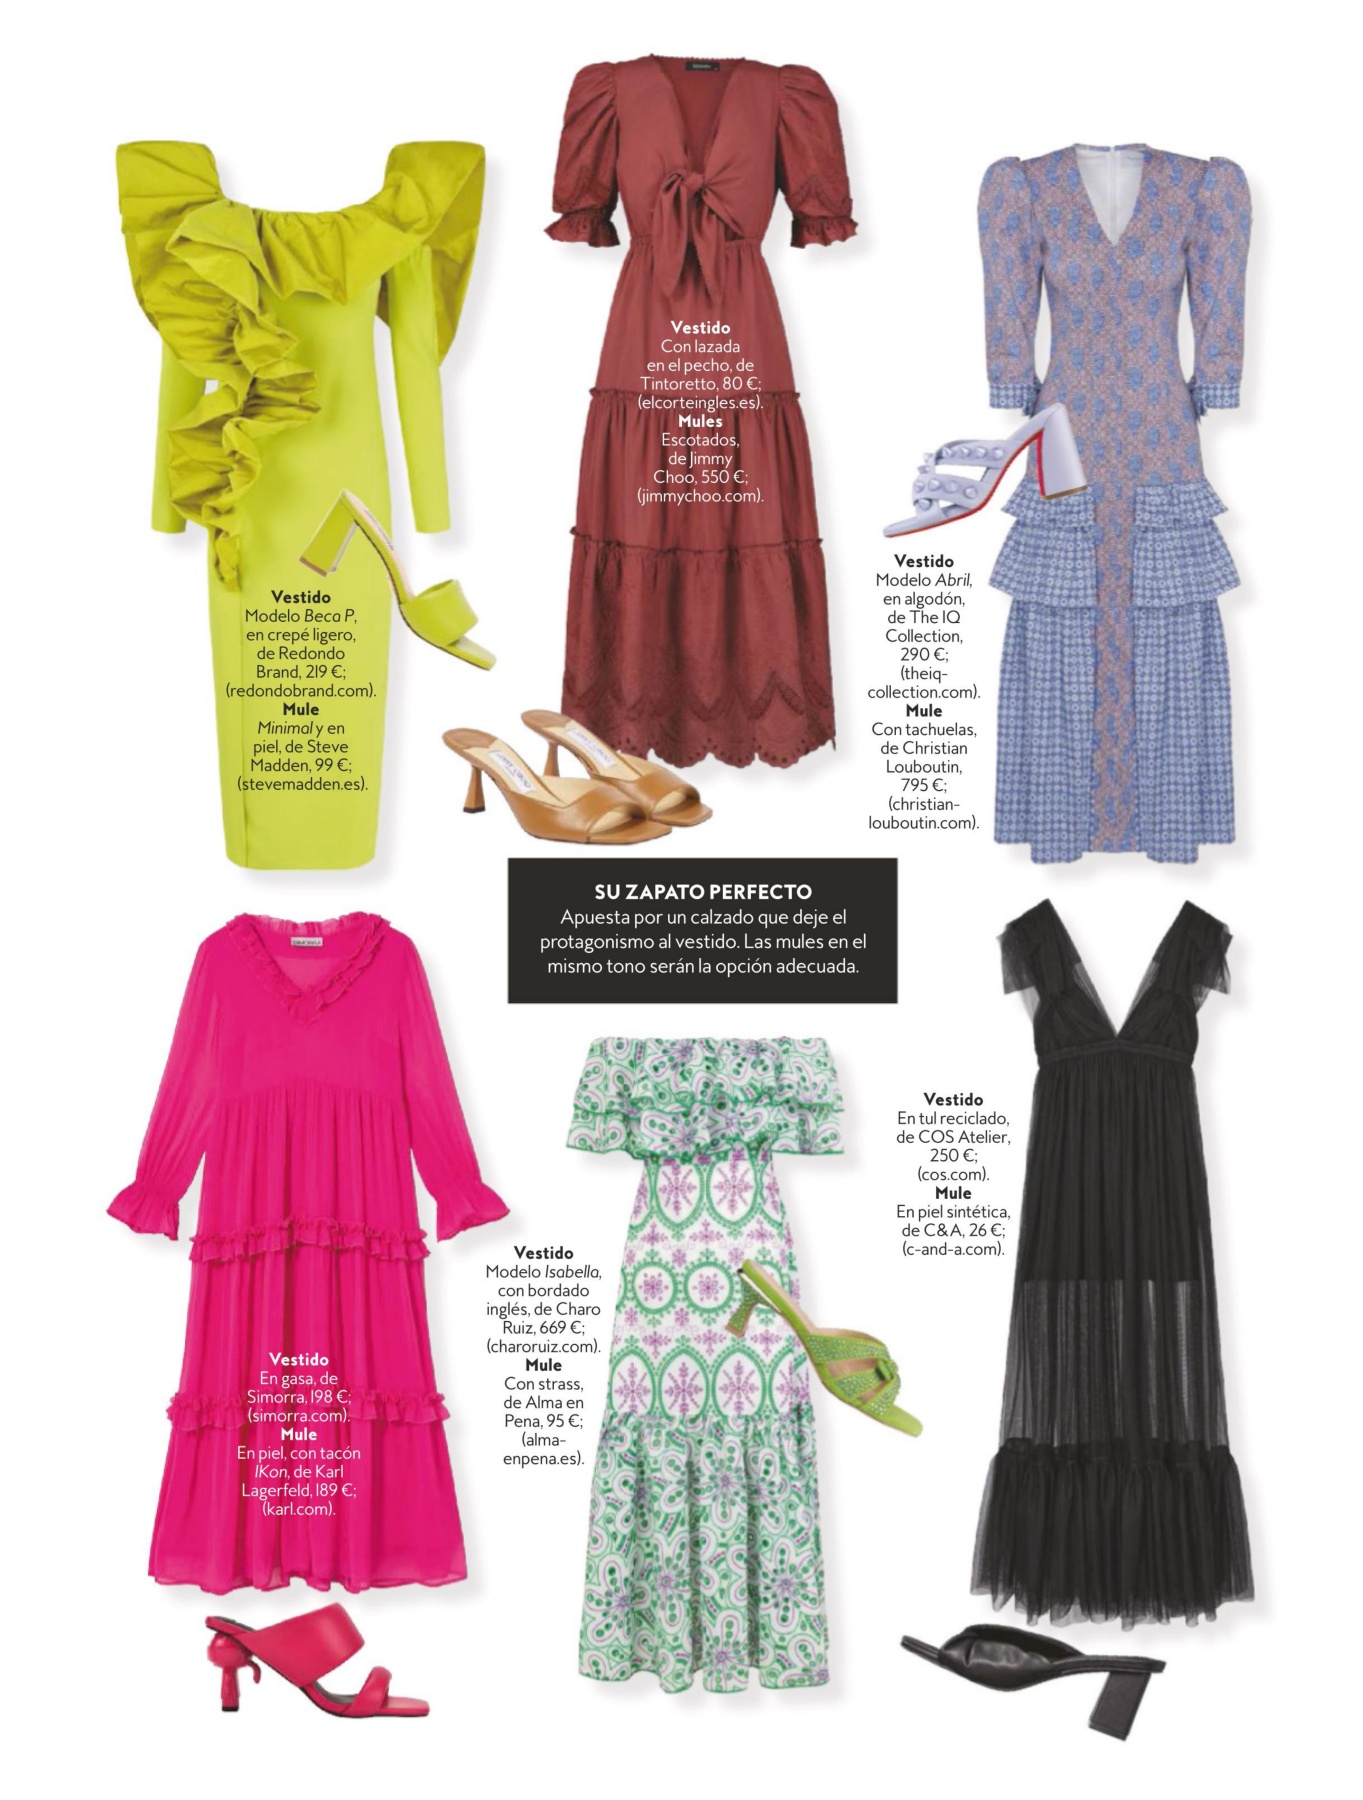 Vestido
Modelo Beca P,
en crepé ligero,
de Redondo
Brand, 219 €;
(redondobrand.com).
Mule
Minimal y en
piel, de Steve
Madden, 99 €;
(stevemadden.es).
Vestido
Con lazada
en el pecho, de
Tintoretto, 80 €;
(elcorteingles.es).
Mules
Escotados,
de Jimmy
Choo, 550 €;
(jimmychoo.com).
Vestido
Modelo Abril,
en algodón,
de The IQ
Collection,
290 €;
(theiq-
collection.com).
Mule
Con tachuelas,
de Christian
Louboutin,
795 €;
(christian-
louboutin.com).
SU ZAPATO PERFECTO
Apuesta por un calzado que deje el
protagonismo al vestido. Las mules en el
mismo tono serán la opción adecuada.
SIMORRA
Vestido
En gasa, de
Simorra, 198 €;
(simorra.com).
Mule
En piel, con tacón
IKon, de Karl
Lagerfeld, 189 €;
(karl.com).
Vestido
Modelo Isabella,
con bordado
inglés, de Charo
Ruiz, 669 €;
(charoruiz.com).
Mule
Con strass,
de Alma en
Pena, 95 €;
(alma-
enpena.es).
Vestido
En tul reciclado,
de COS Atelier,
250 €;
(cos.com).
Mule
En piel sintética,
de C&A, 26 €;
(c-and-a.com).